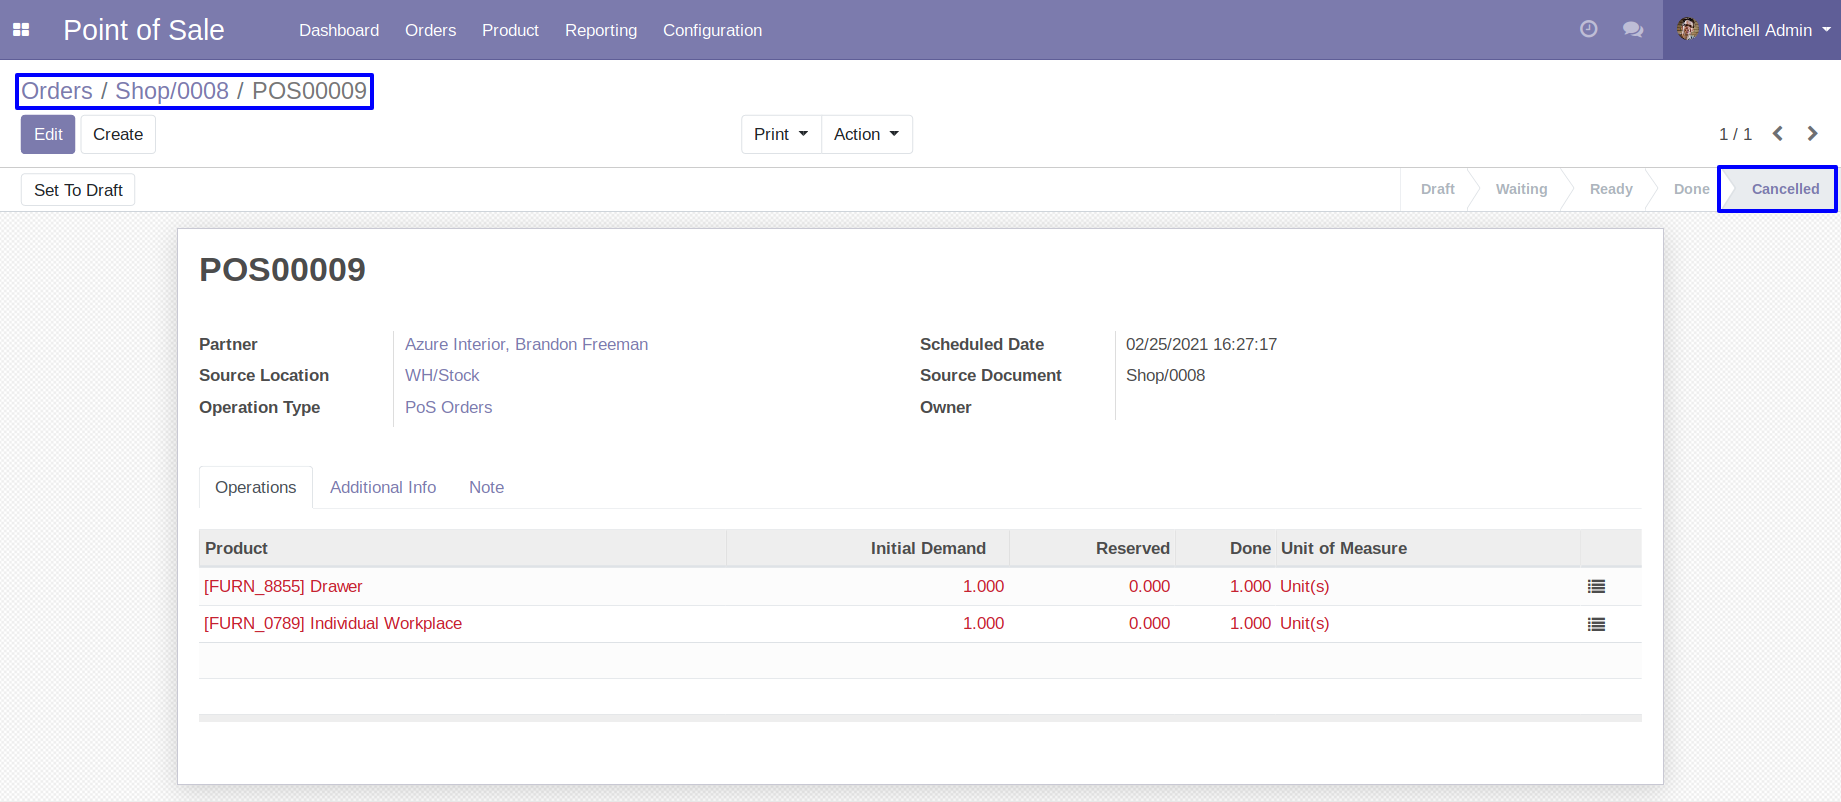 Point of Sale Dashboard Orders Product Reporting Configuration Mitchell Admin
Orders / Shop/0008 / POS00009
Edit Create Print Action 1 / 1
Set To Draft Draft Waiting Ready Done Cancelled
POS00009
Partner Azure Interior, Brandon Freeman Scheduled Date 02/25/2021 16:27:17
Source Location WH/Stock Source Document Shop/0008
Operation Type PoS Orders Owner
Operations Additional Info Note
Product Initial Demand Reserved Done Unit of Measure
[FURN_8855] Drawer 1.000 0.000 1.000 Unit(s)
[FURN_0789] Individual Workplace 1.000 0.000 1.000 Unit(s)